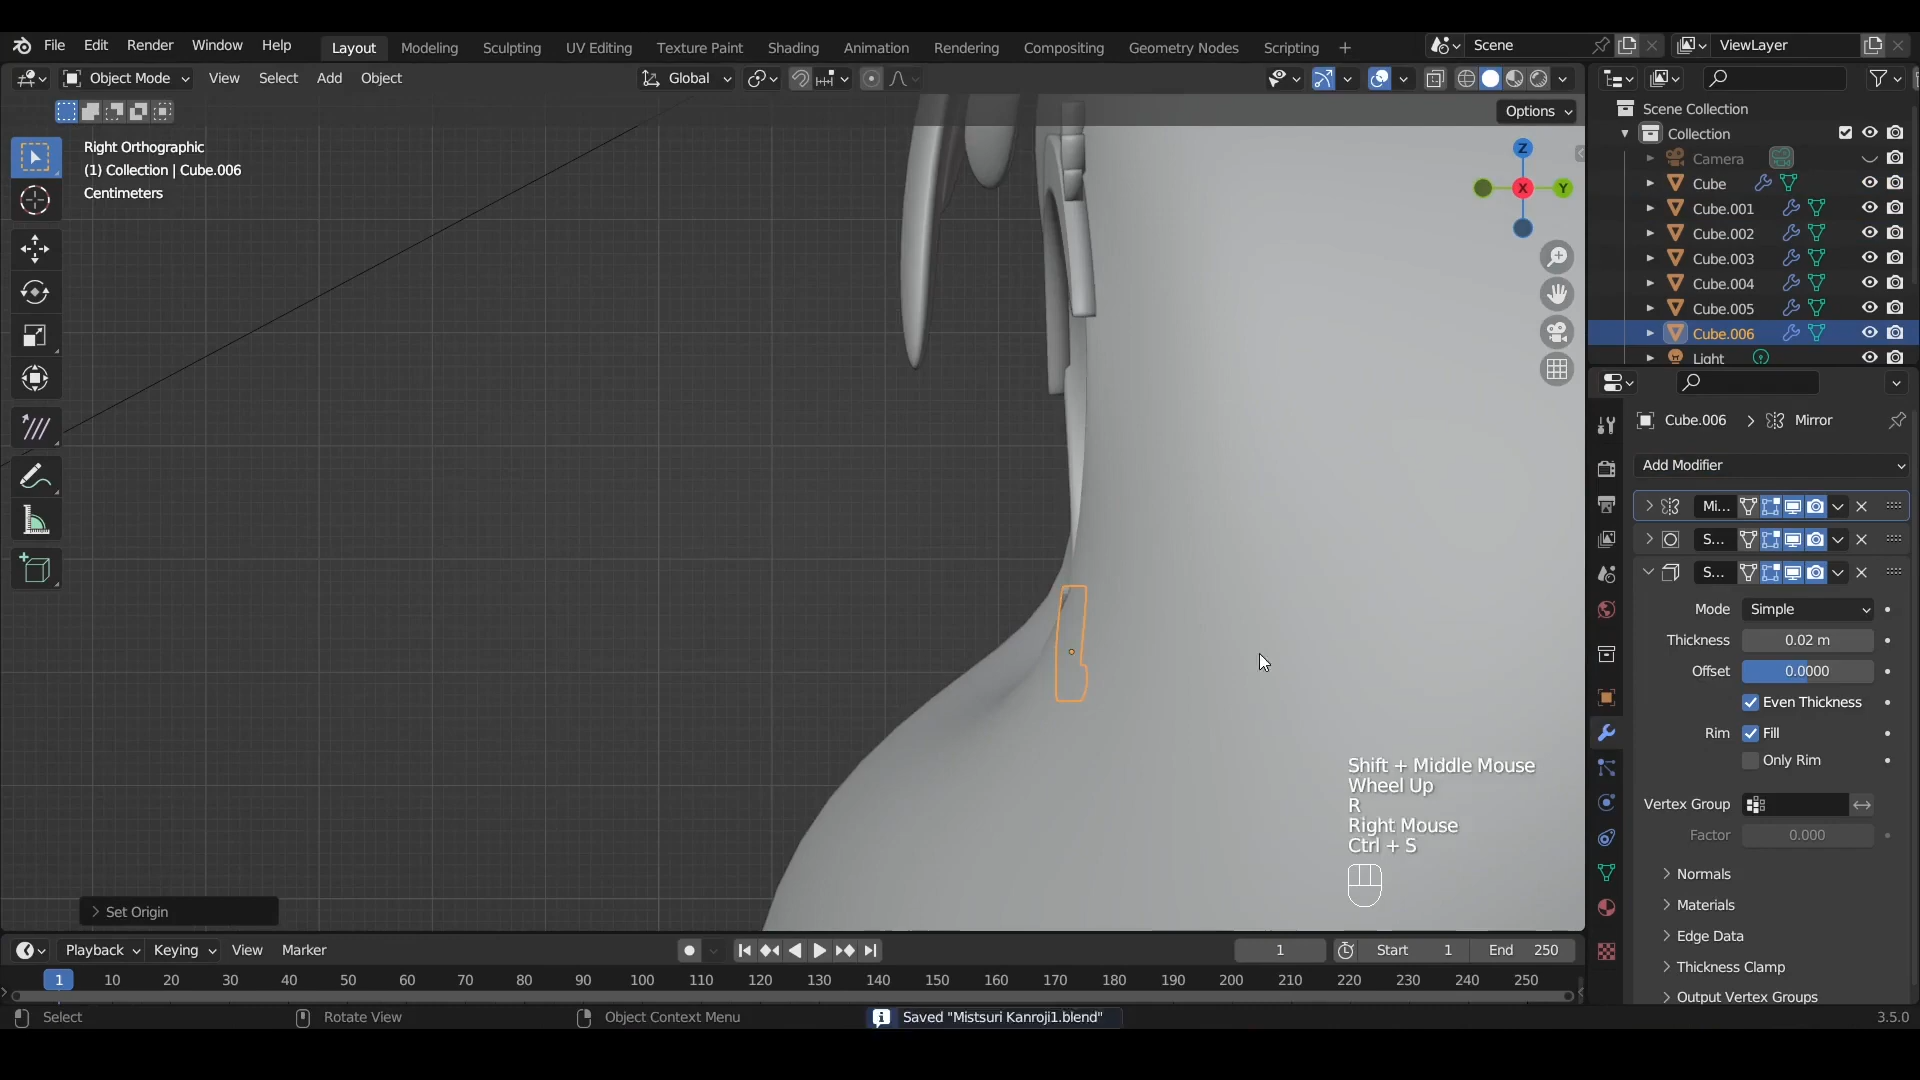 File Edit Render Window Help Layout Modeling Sculpting UV Editing Texture Paint Shading Animation Rendering Compositing Geometry Nodes Scripting + Scene ViewLayer
Object Mode View Select Add Object Global
Options
Right Orthographic
(1) Collection | Cube.006
Centimeters
Z
X
Y
Scene Collection
Collection
Camera
Cube
Cube.001
Cube.002
Cube.003
Cube.004
Cube.005
Cube.006
Light
Cube.006 > Mirror
Add Modifier
Mi...
S...
S...
Mode Simple
Thickness 0.02 m
Offset 0.0000
Even Thickness
Rim Fill
Only Rim
Vertex Group
Factor 0.000
Normals
Materials
Edge Data
Thickness Clamp
Output Vertex Groups
Shift + Middle Mouse
Wheel Up
R
Right Mouse
Ctrl + S
> Set Origin
Playback Keying View Marker 1 Start 1 End 250
1 10 20 30 40 50 60 70 80 90 100 110 120 130 140 150 160 170 180 190 200 210 220 230 240 250
Select Rotate View Object Context Menu Saved "Mistsuri Kanroji1.blend" 3.5.0